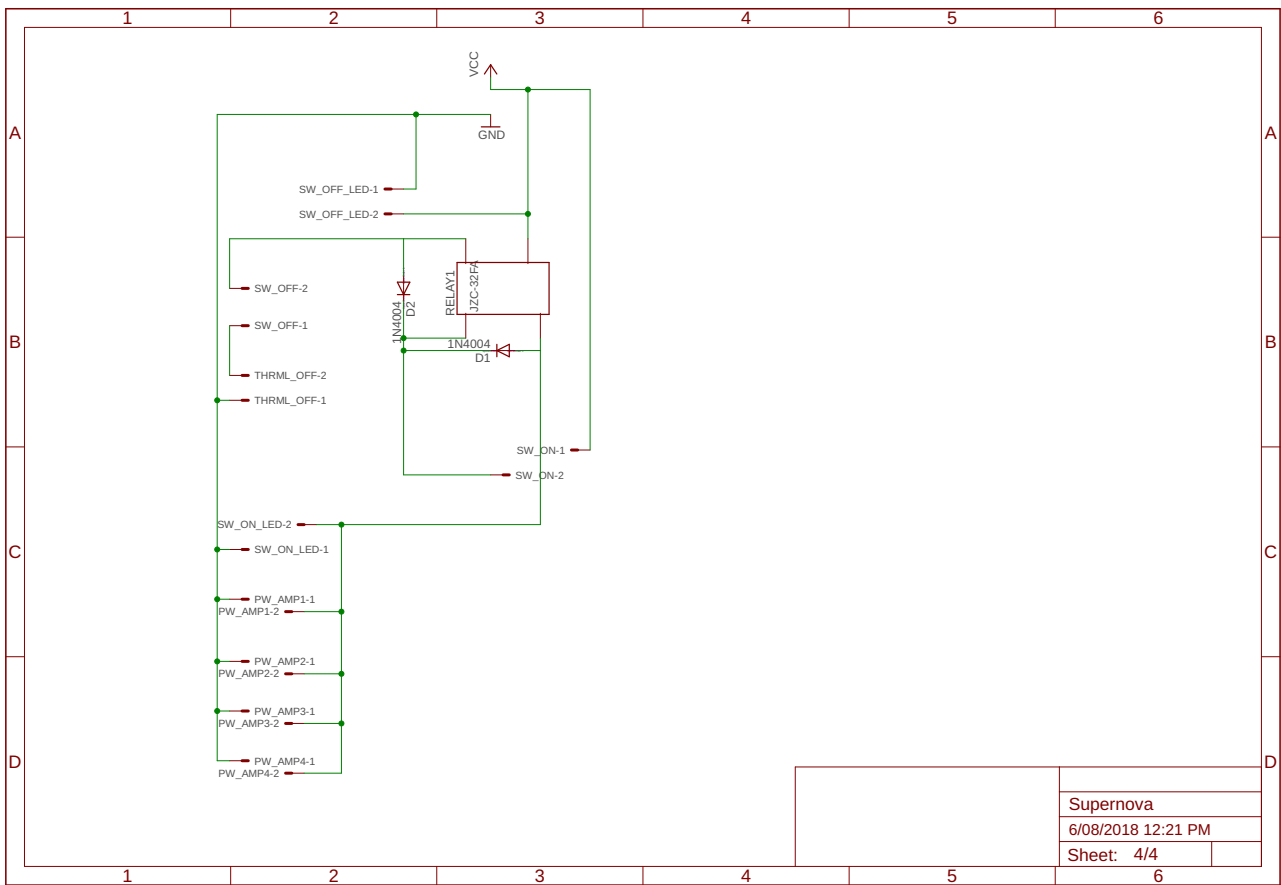 1 2 3 4 5 6
VCC
A A
GND
SW_OFF_LED-1
SW_OFF_LED-2
RELAY1
JZC-32FA
SW_OFF-2
1N4004
D2
SW_OFF-1
B B
1N4004
D1
THRML_OFF-2
THRML_OFF-1
SW_ON-1
SW_ON-2
SW_ON_LED-2
C C
SW_ON_LED-1
PW_AMP1-1
PW_AMP1-2
PW_AMP2-1
PW_AMP2-2
PW_AMP3-1
PW_AMP3-2
D D
PW_AMP4-1
PW_AMP4-2
Supernova
6/08/2018 12:21 PM
Sheet: 4/4
1 2 3 4 5 6